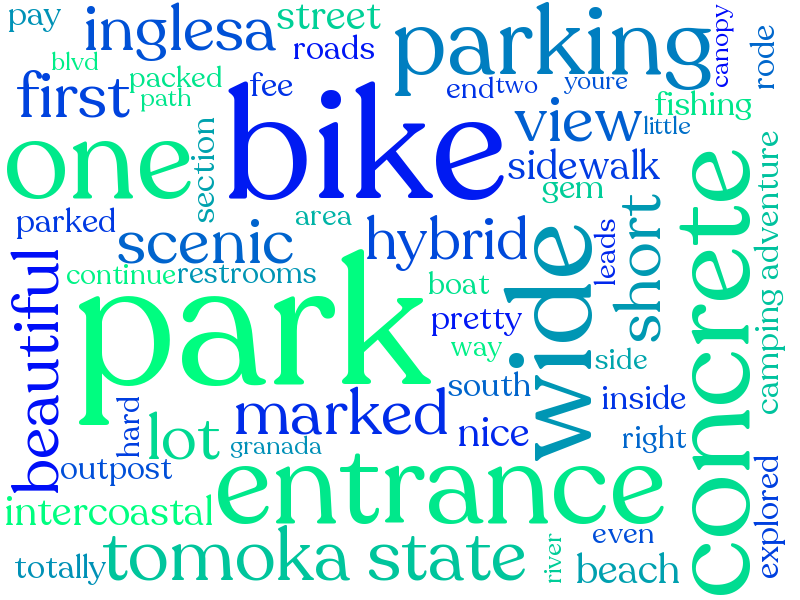 pay
inglesa
street
parking
canopy
rode
blvd
roads
packed
fee
end
two
youre
first
path
fishing
bike
view
little
one
section
sidewalk
gem
parked
area
scenic
hybrid
leads
short
concrete
camping adventure
beautiful
continue
restrooms
boat
wide
park
pretty
way
side
south
inside
hard
lot
marked
nice
right
granada
outpost
entrance
explored
intercoastal
totally
tomoka state
river
even
beach